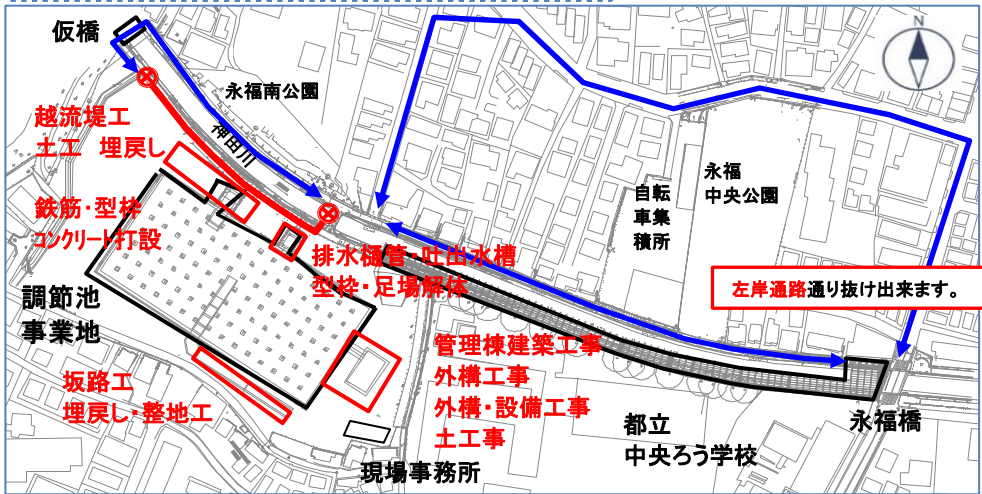 仮橋
N
永福南公園
越流堤工
土工 埋戻し
神田川
永福
中央公園
自転
車集
積所
鉄筋・型枠
コンクリート打設
排水樋管・吐出水槽
型枠・足場解体
左岸通路通り抜け出来ます。
調節池
事業地
管理棟建築工事
外構工事
外構・設備工事
土工事
坂路工
埋戻し・整地工
都立
中央ろう学校
永福橋
現場事務所